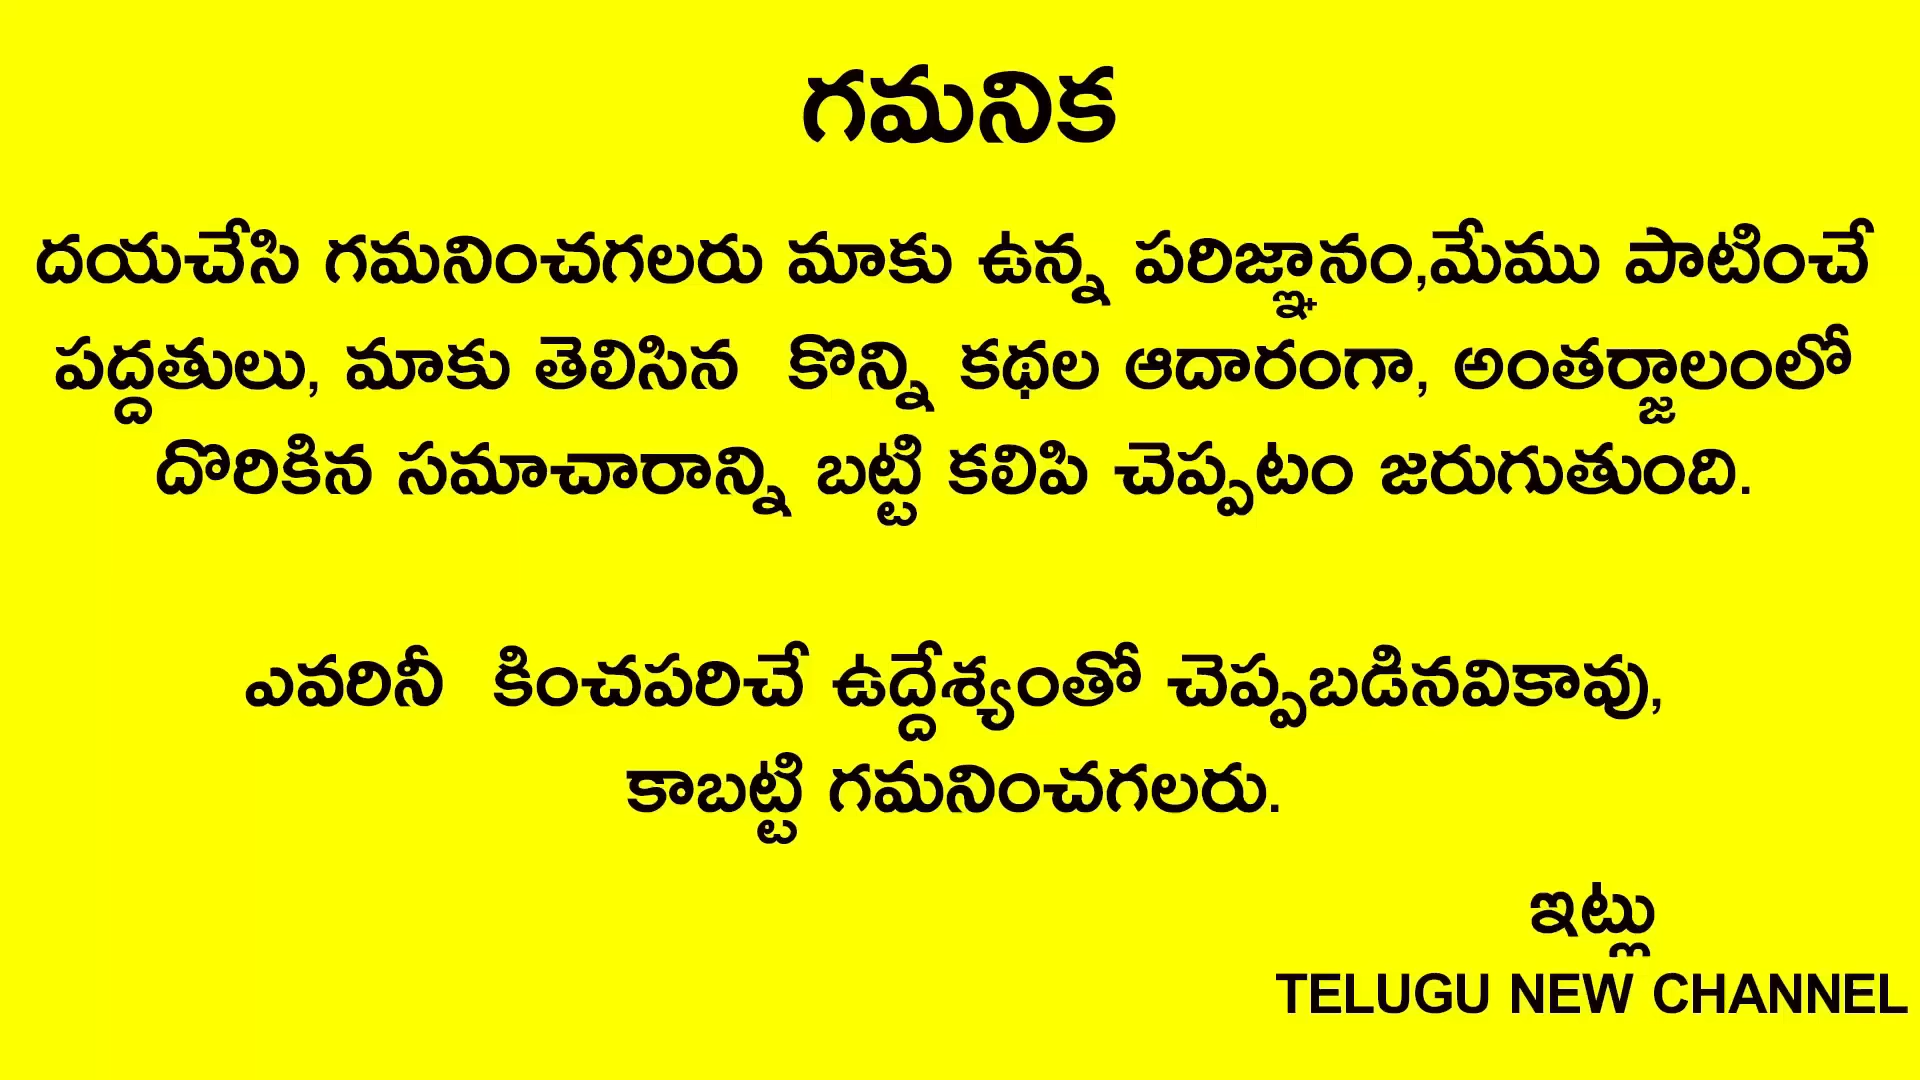 గమనిక
దయచేసి గమనించగలరు మాకు ఉన్న పరిజ్ఞానం,మేము పాటించే
పద్దతులు, మాకు తెలిసిన కొన్ని కథల ఆదారంగా, అంతర్జాలంలో
దొరికిన సమాచారాన్ని బట్టి కలిపి చెప్పటం జరుగుతుంది.
ఎవరినీ కించపరిచే ఉద్దేశ్యంతో చెప్పబడినవికావు,
కాబట్టి గమనించగలరు.
ఇట్లు
TELUGU NEW CHANNEL